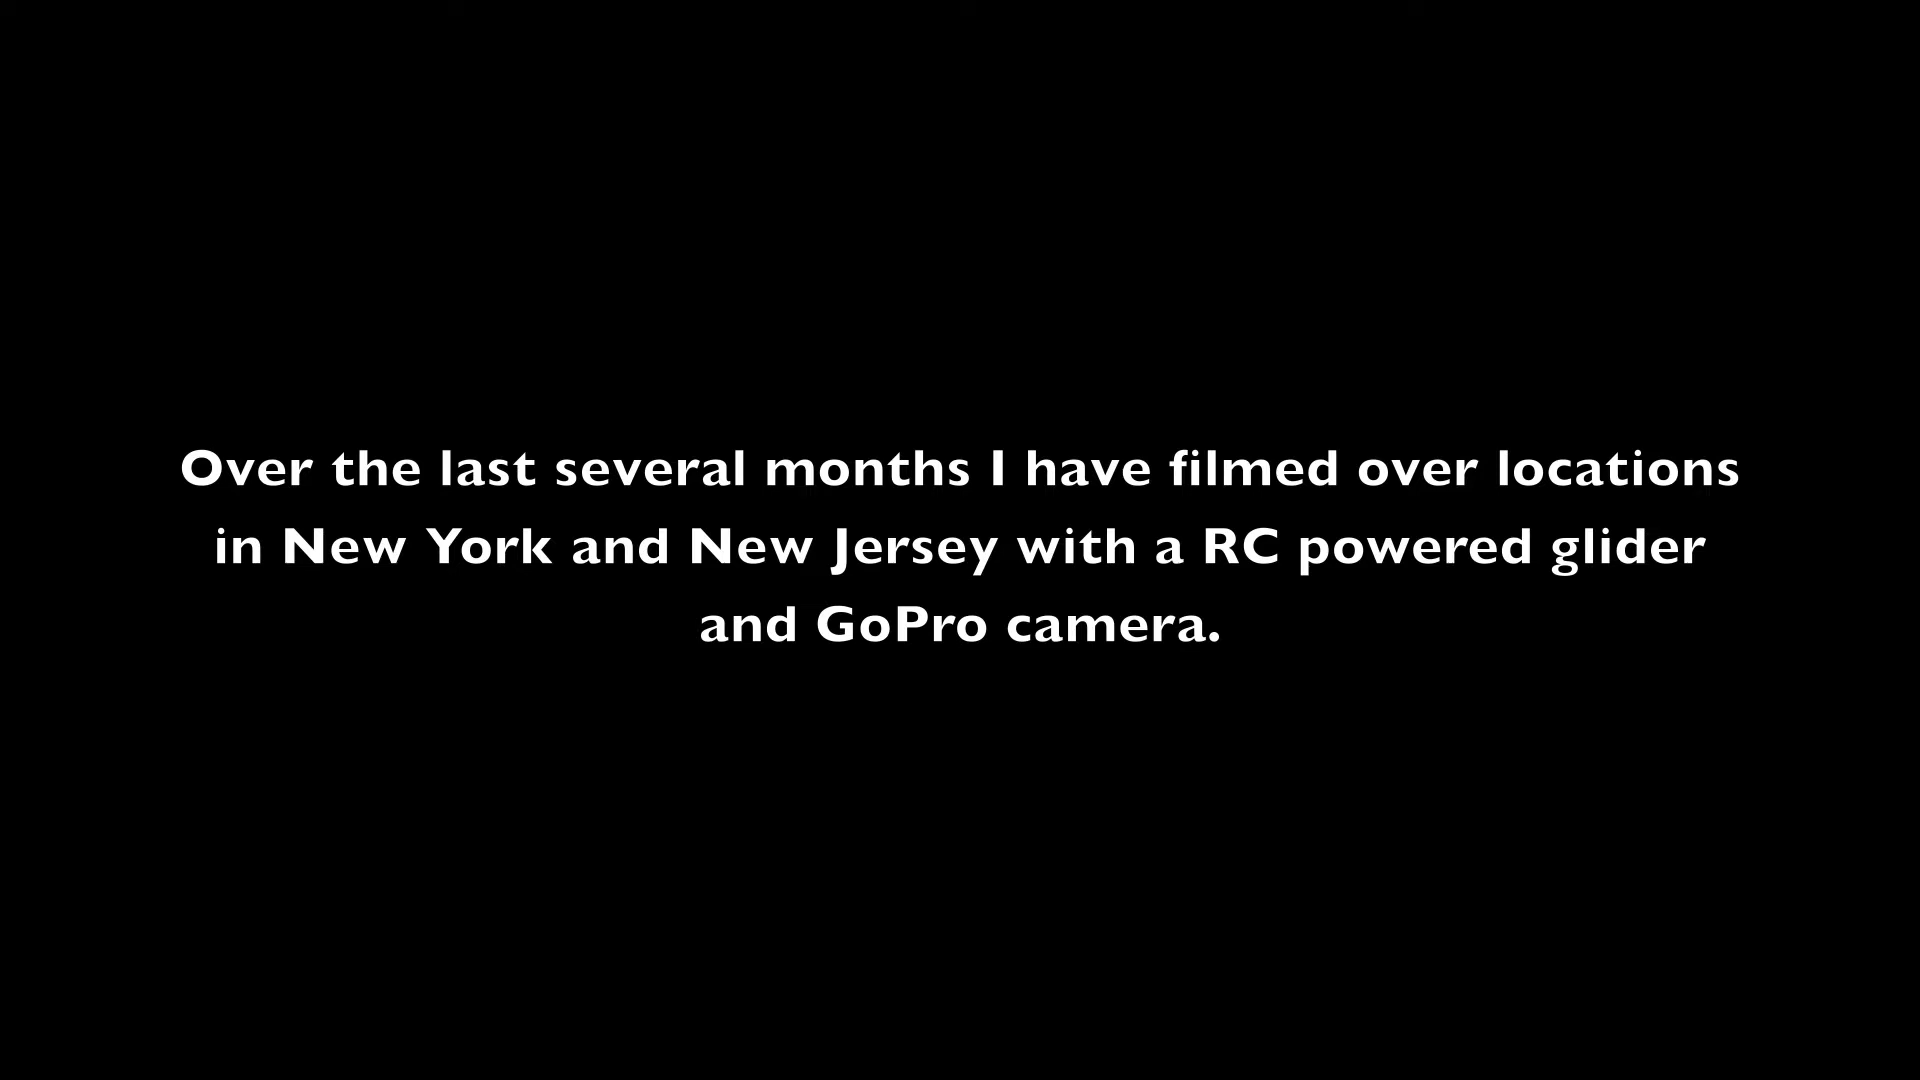 Over the last several months I have filmed over locations
in New York and New Jersey with a RC powered glider
and GoPro camera.